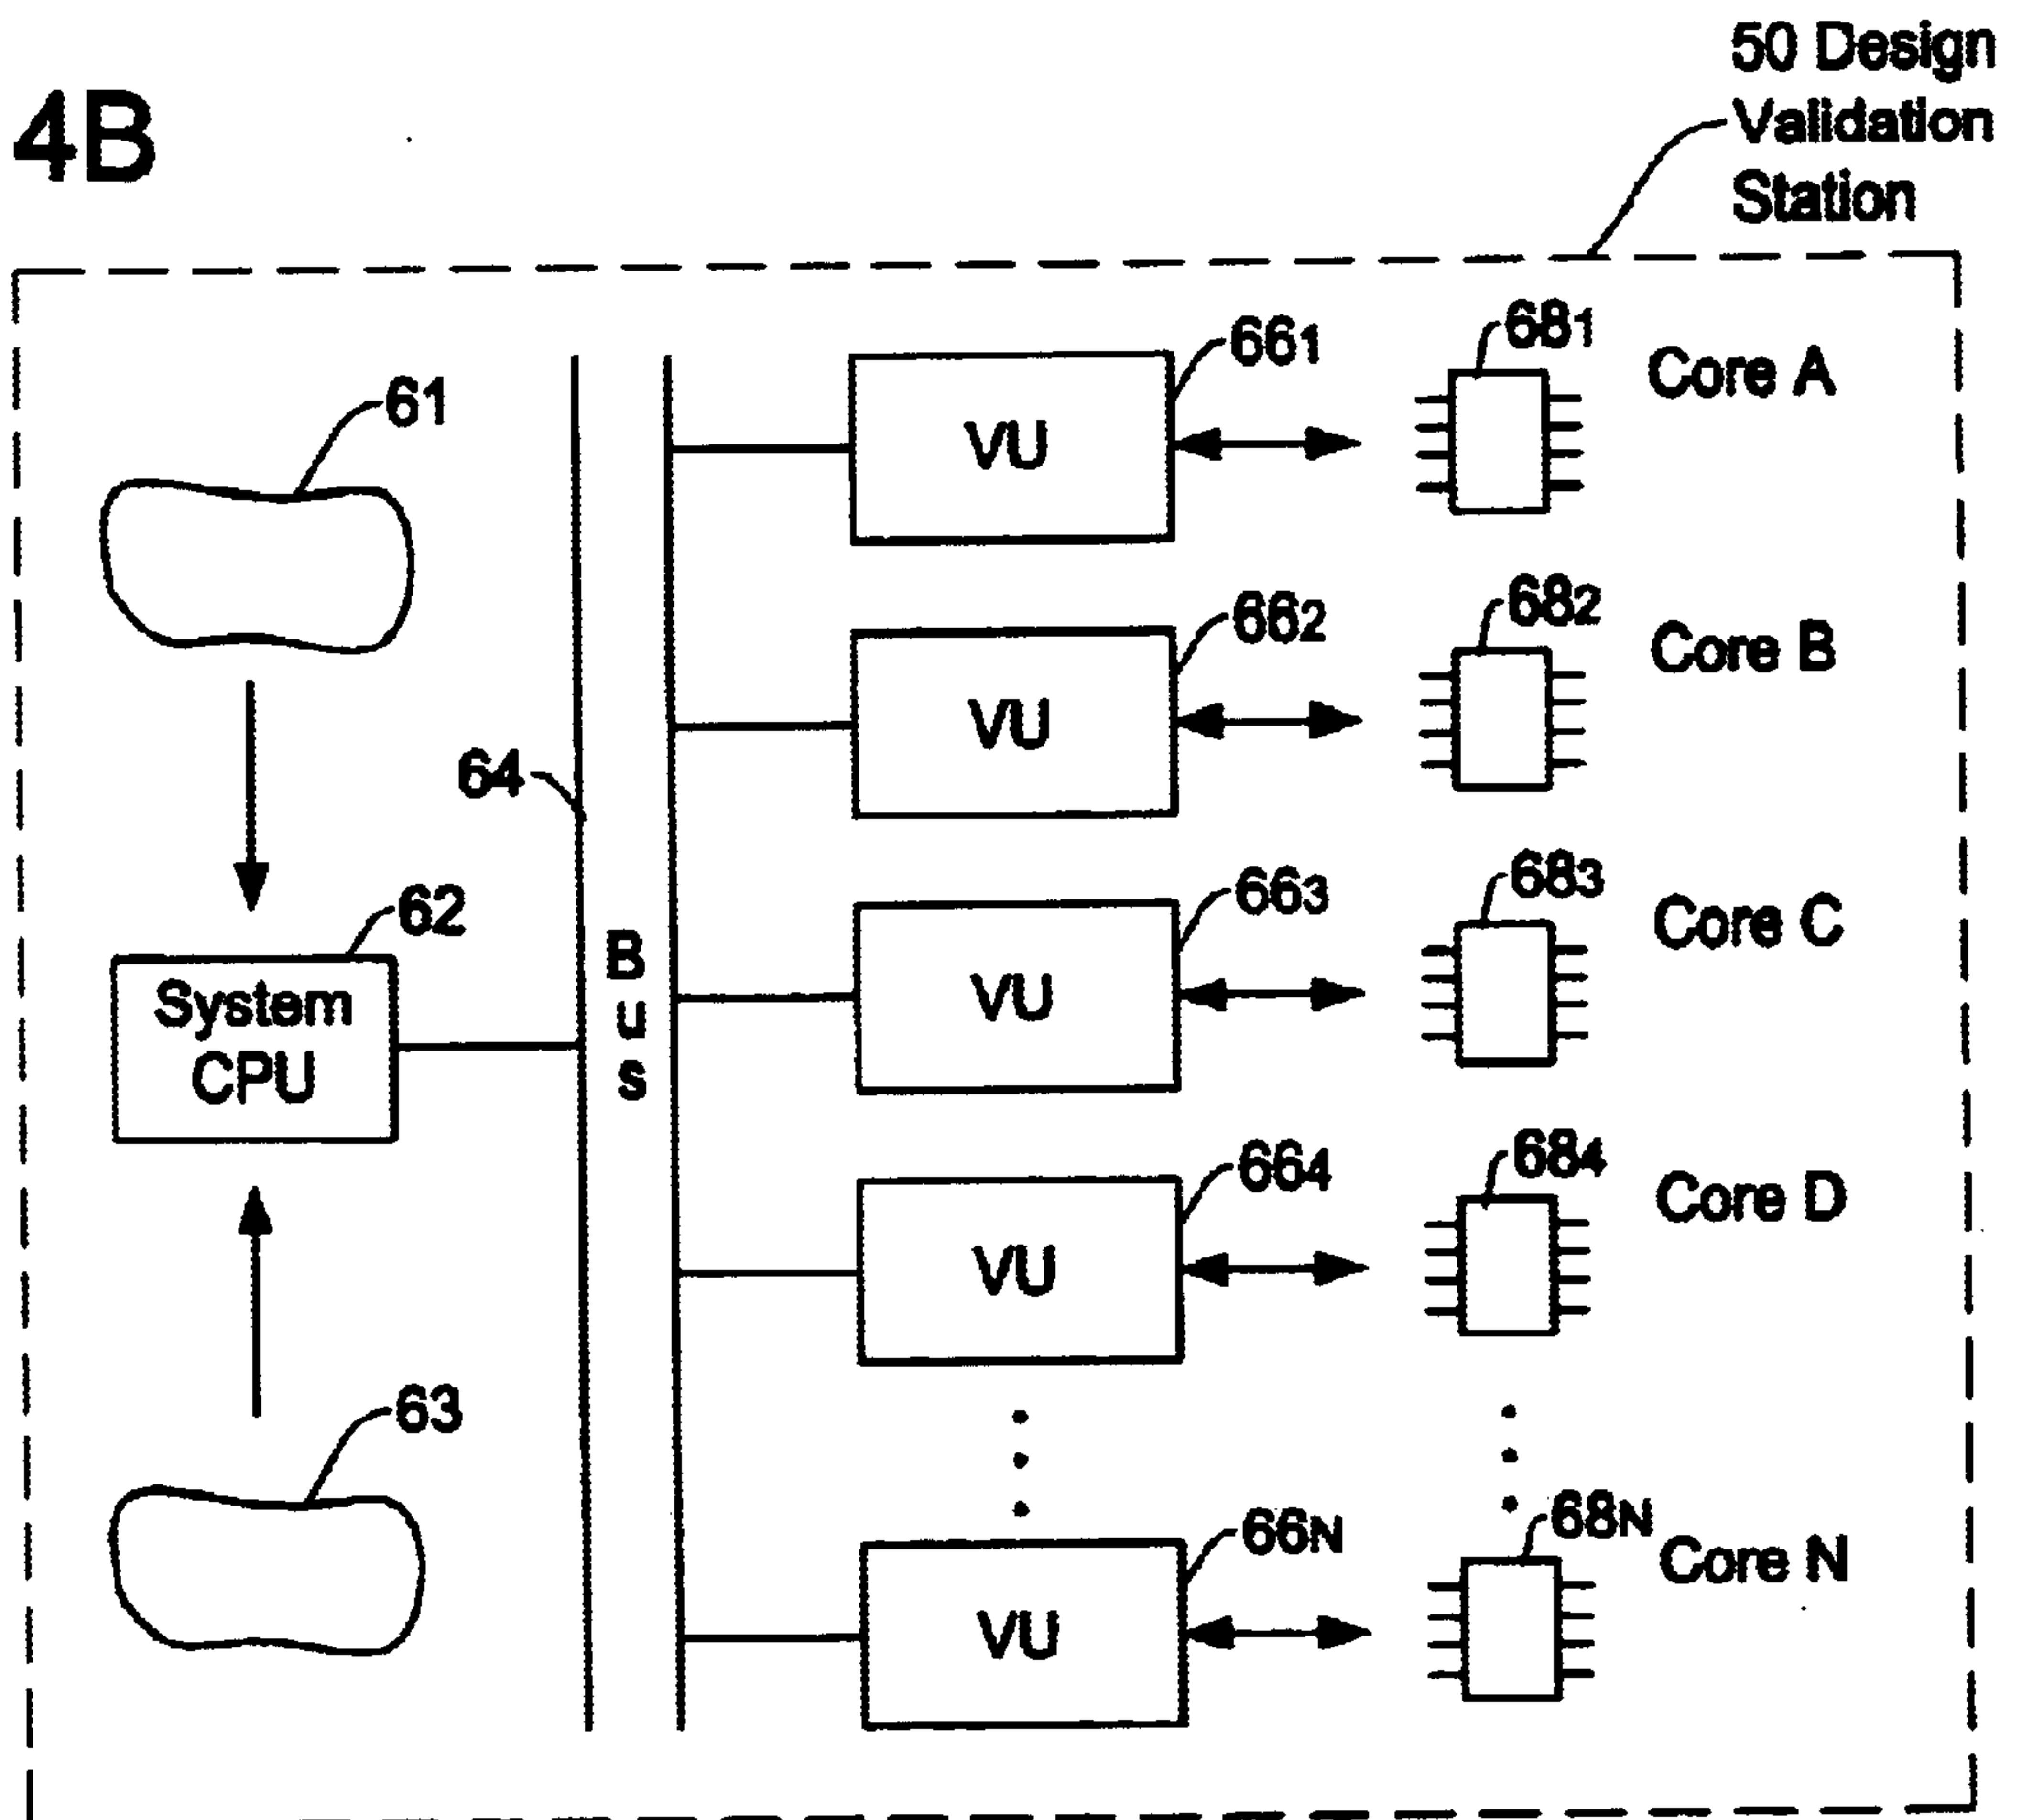 4B
50 Design
Validation
Station
61
64
62
System
CPU
63
Bus
66₁
VU
68₁
Core A
66₂
VU
68₂
Core B
66₃
VU
68₃
Core C
66₄
VU
68₄
Core D
66N
VU
68N
Core N